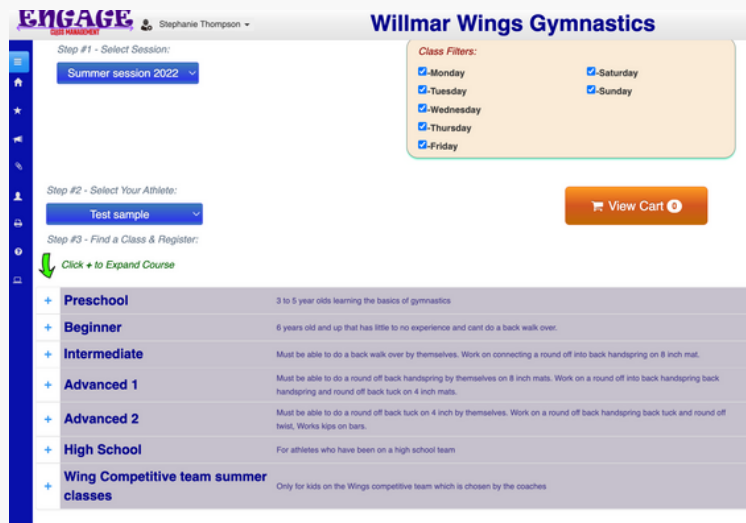 ENGAGE
CLASS MANAGEMENT
Stephanie Thompson
Willmar Wings Gymnastics
Step #1 - Select Session:
Summer session 2022
Class Filters:
-Monday
-Saturday
-Tuesday
-Sunday
-Wednesday
-Thursday
-Friday
Step #2 - Select Your Athlete:
Test sample
View Cart 0
Step #3 - Find a Class & Register:
Click + to Expand Course
+ Preschool 3 to 5 year olds learning the basics of gymnastics
+ Beginner 6 years old and up that has little to no experience and cant do a back walk over.
+ Intermediate Must be able to do a back walk over by themselves. Work on connecting a round off into back handspring on 8 inch mat.
+ Advanced 1 Must be able to do a round off back handspring by themselves on 8 inch mats. Work on a round off into back handspring back
handspring and round off back tuck on 4 inch mats.
+ Advanced 2 Must be able to do a round off back tuck on 4 inch by themselves. Work on a round off back handspring back tuck and round off
twist, Works kips on bars.
+ High School For athletes who have been on a high school team
+ Wing Competitive team summer
classes
Only for kids on the Wings competitive team which is chosen by the coaches